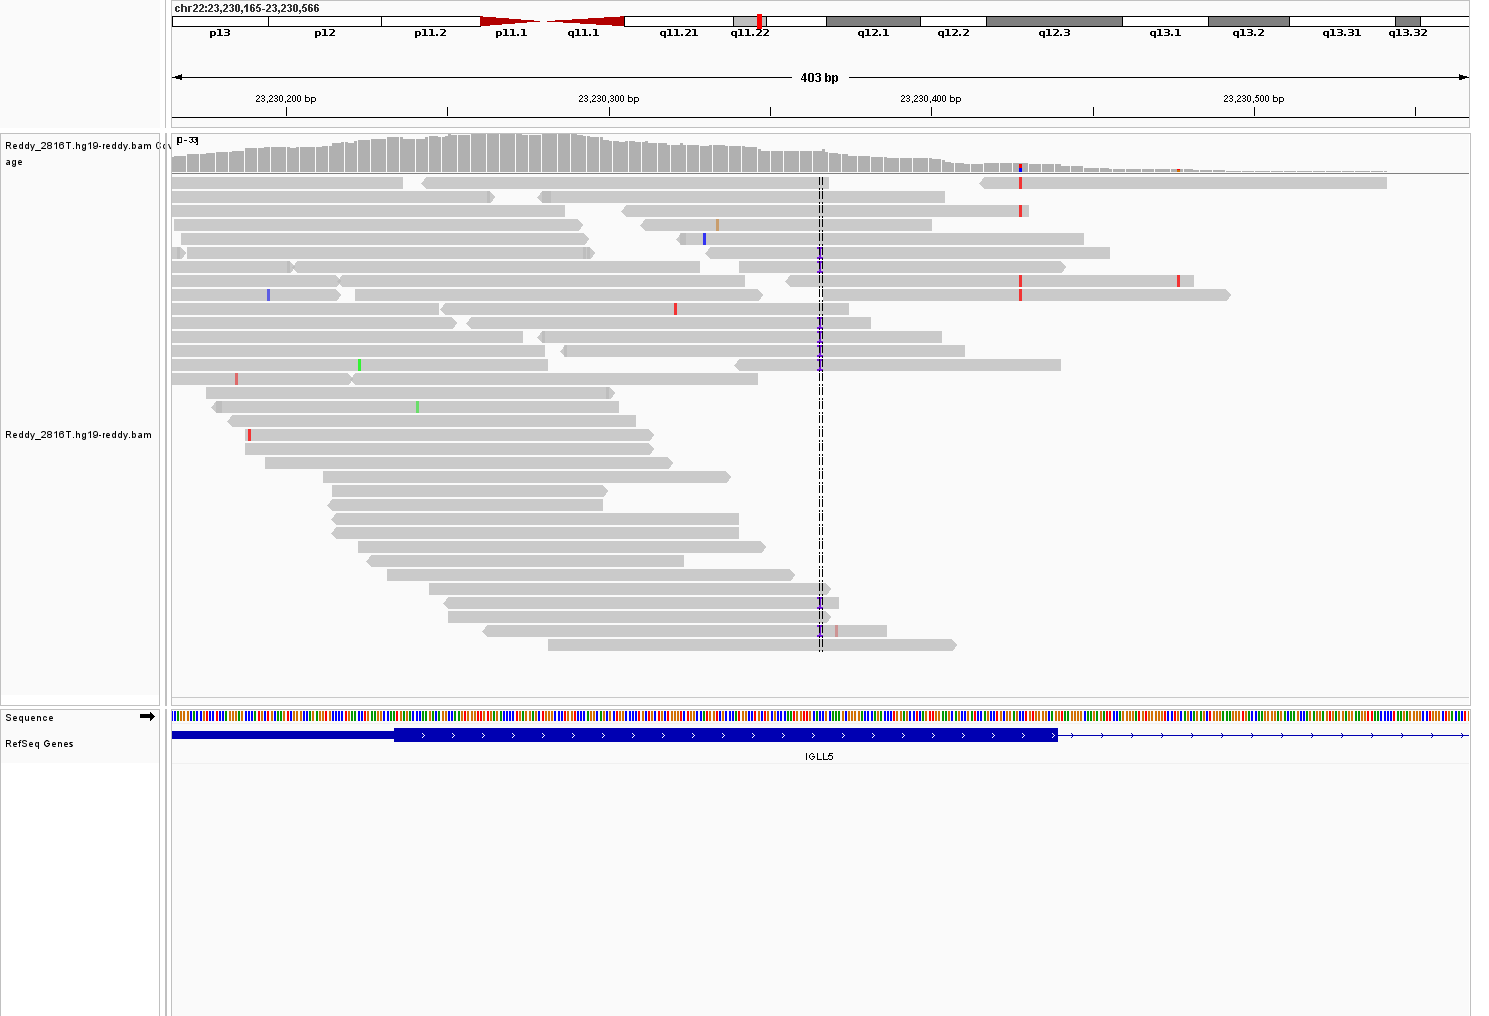 chr22:23,230,165-23,230,566
p13 p12 p11.2 p11.1 q11.1 q11.21 q11.22 q12.1 q12.2 q12.3 q13.1 q13.2 q13.31 q13.32
403 bp
23,230,200 bp 23,230,300 bp 23,230,400 bp 23,230,500 bp
[0-33]
Reddy_2816T.hg19-reddy.bam Cov
age
Reddy_2816T.hg19-reddy.bam
Sequence
RefSeq Genes
IGLL5